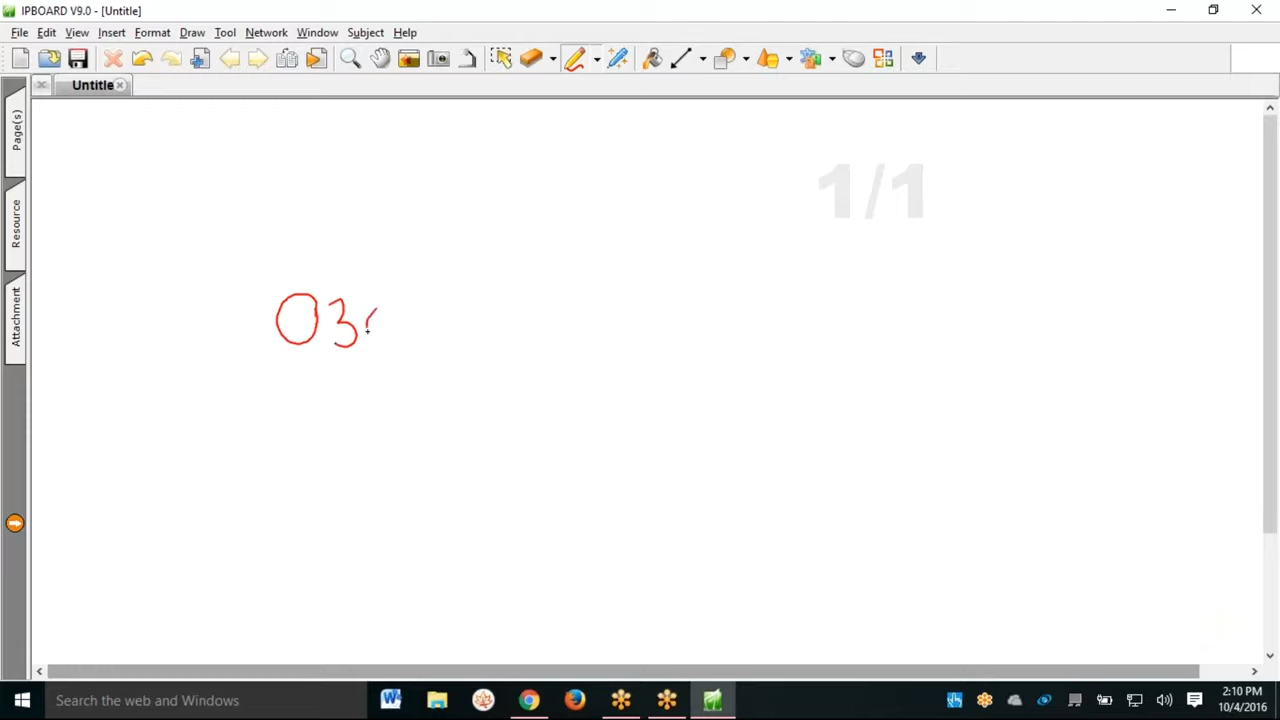 IPBOARD V9.0 - [Untitle]
File Edit View Insert Format Draw Tool Network Window Subject Help
Untitle
Page(s)
1/1
Resource
03
Attachment
Search the web and Windows
2:10 PM
10/4/2016